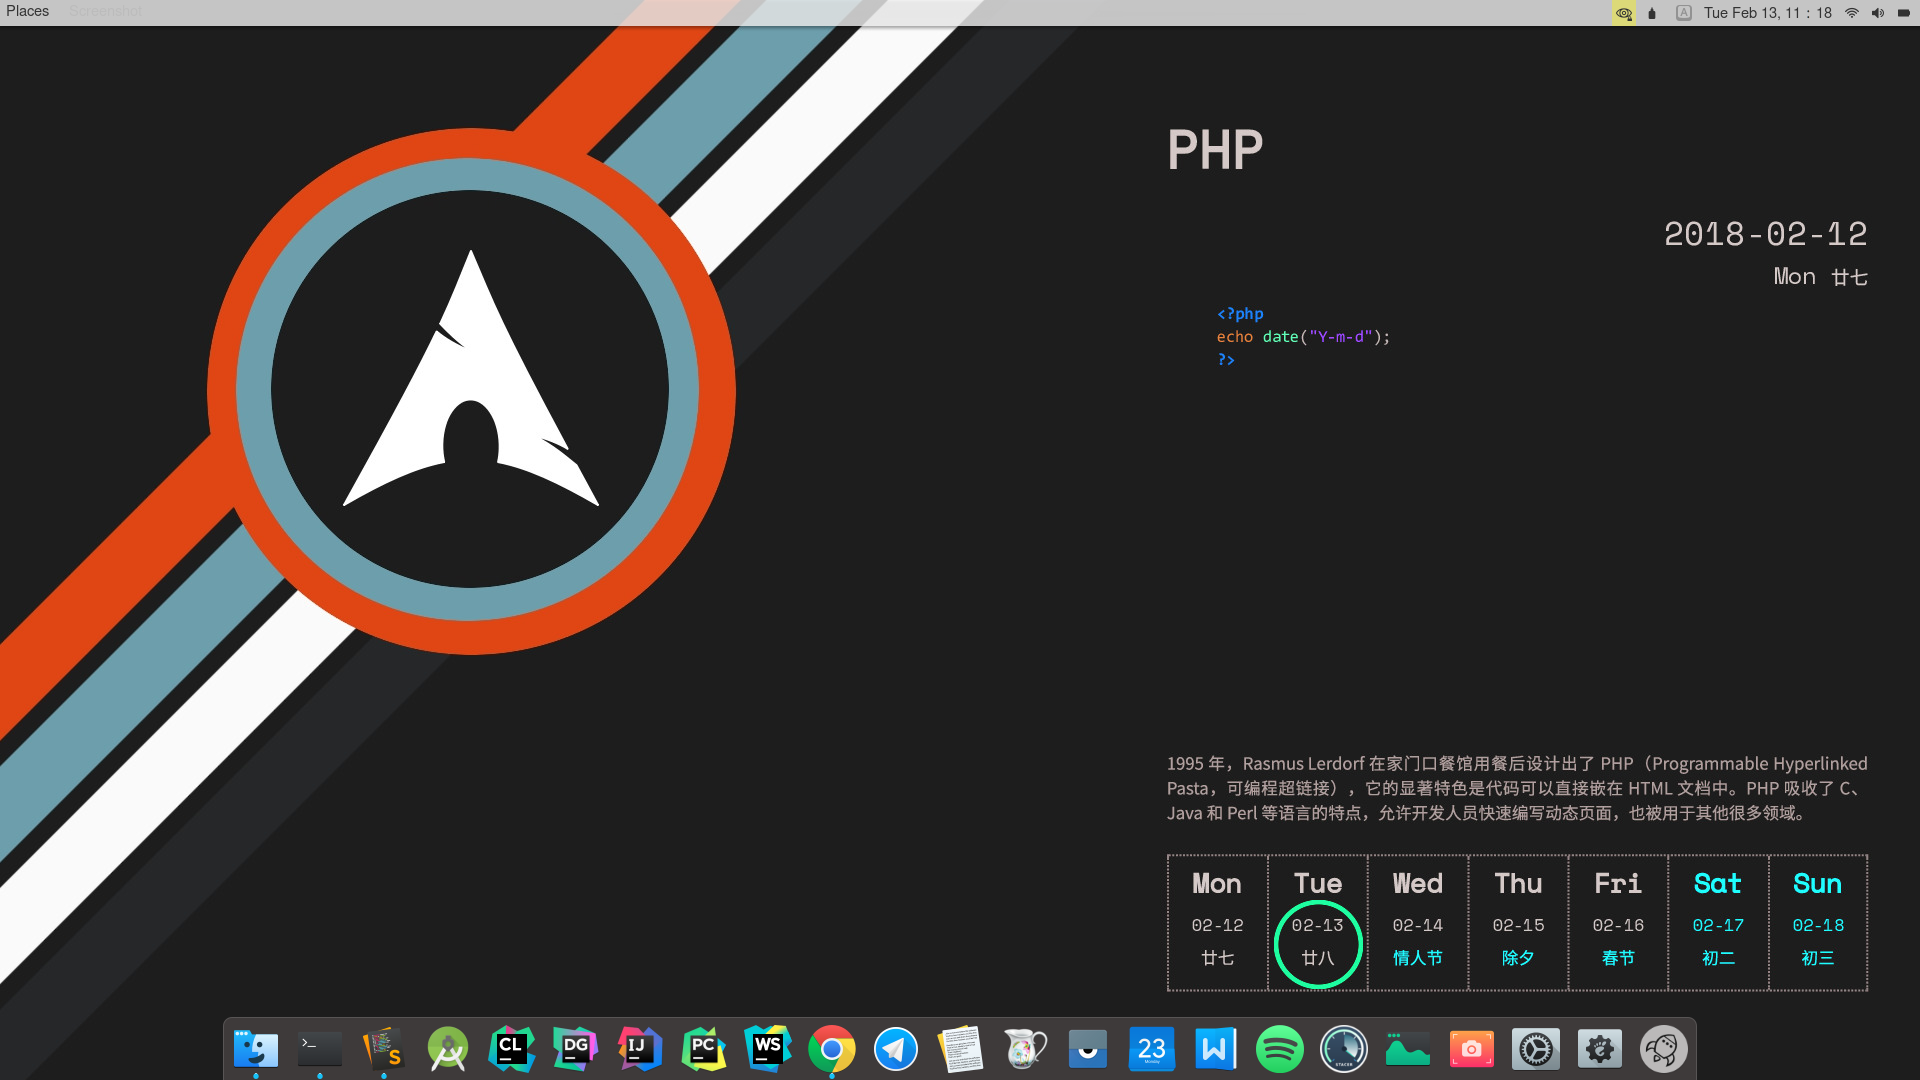 Places Screenshot
A Tue Feb 13, 11 : 18
PHP
2018-02-12
Mon 廿七
<?php
echo date("Y-m-d");
?>
1995 年，Rasmus Lerdorf 在家门口餐馆用餐后设计出了 PHP（Programmable Hyperlinked
Pasta，可编程超链接），它的显著特色是代码可以直接嵌在 HTML 文档中。PHP 吸收了 C、
Java 和 Perl 等语言的特点，允许开发人员快速编写动态页面，也被用于其他很多领域。
Mon Tue Wed Thu Fri Sat Sun
02-12 02-13 02-14 02-15 02-16 02-17 02-18
廿七 廿八 情人节 除夕 春节 初二 初三
>_ S CL DG IJ PC WS 23 W
Monday
STACER